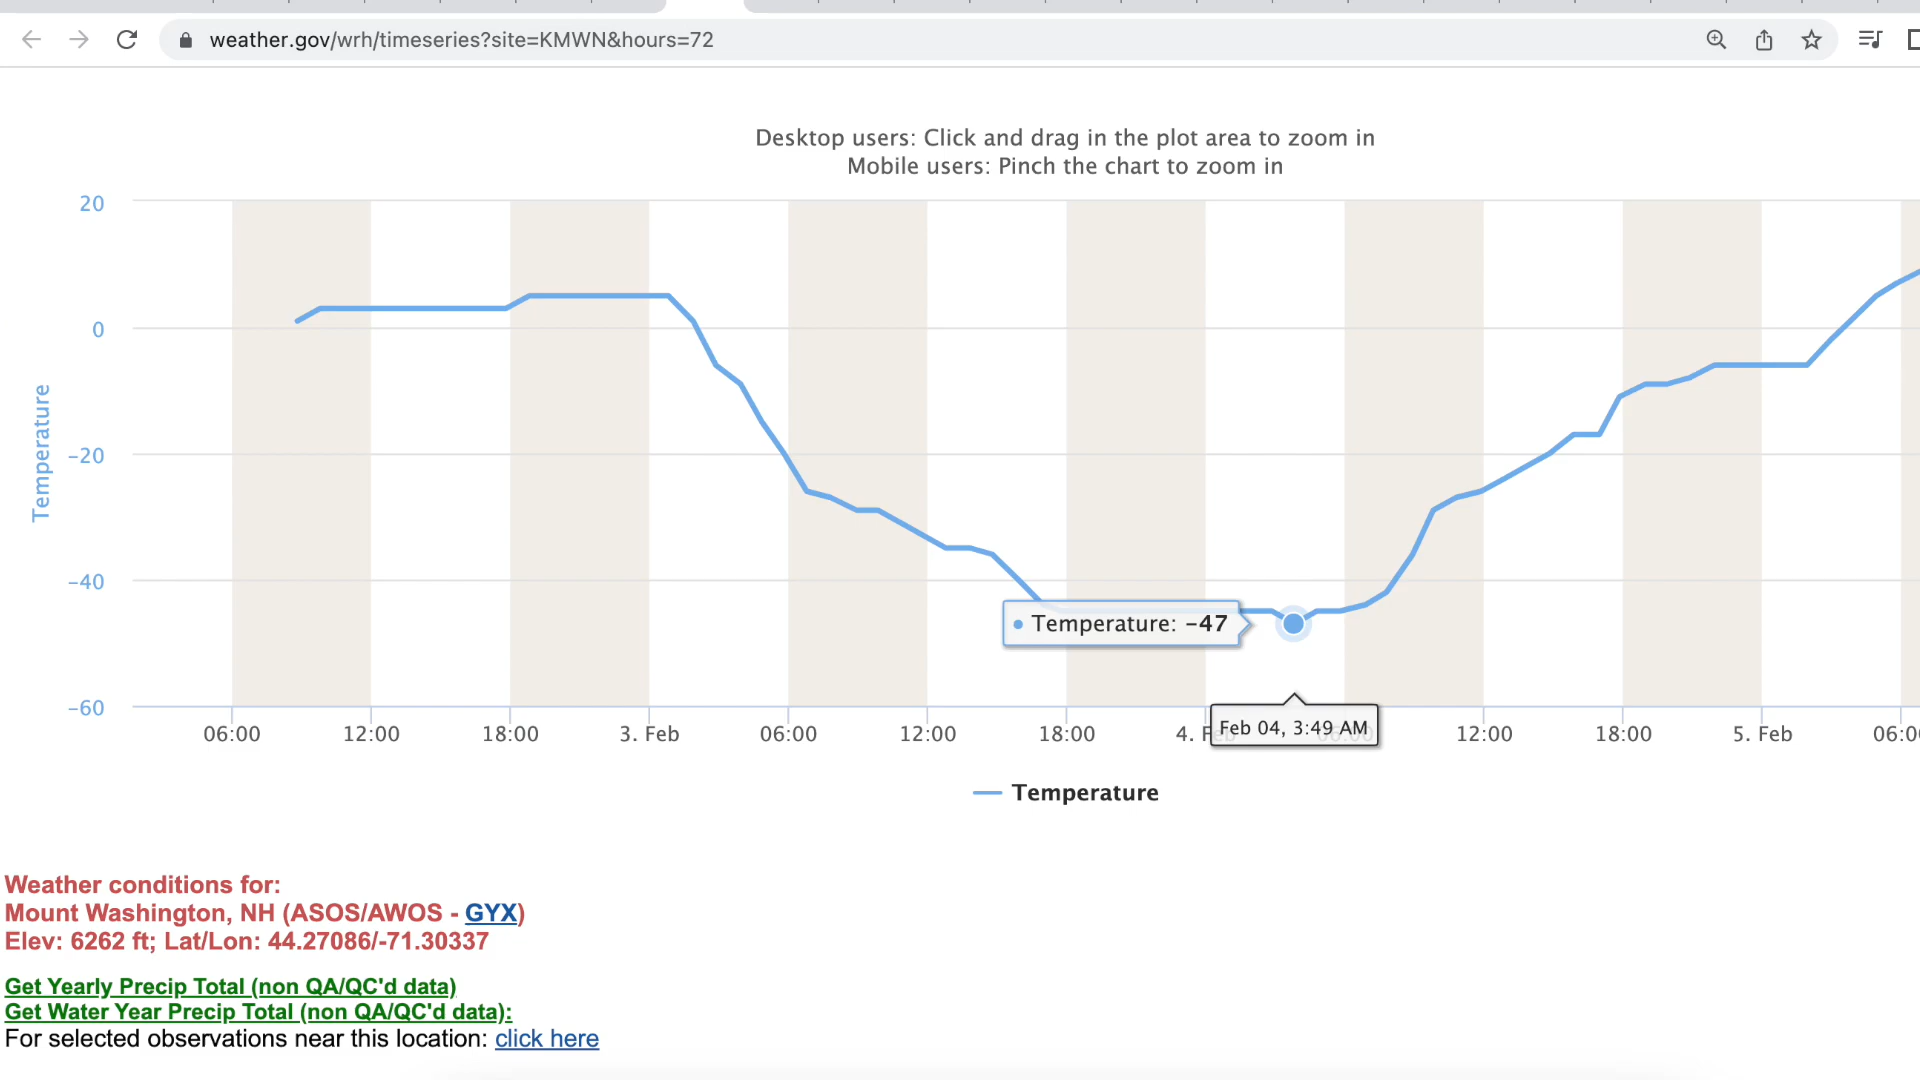 weather.gov/wrh/timeseries?site=KMWN&hours=72
Desktop users: Click and drag in the plot area to zoom in
Mobile users: Pinch the chart to zoom in
20
0
-20
-40
-60
Temperature
Temperature: -47
Feb 04, 3:49 AM
06:00 12:00 18:00 3. Feb 06:00 12:00 18:00 4. Feb 06:00 12:00 18:00 5. Feb 06:0
Temperature
Weather conditions for:
Mount Washington, NH (ASOS/AWOS - GYX)
Elev: 6262 ft; Lat/Lon: 44.27086/-71.30337
Get Yearly Precip Total (non QA/QC'd data)
Get Water Year Precip Total (non QA/QC'd data):
For selected observations near this location: click here